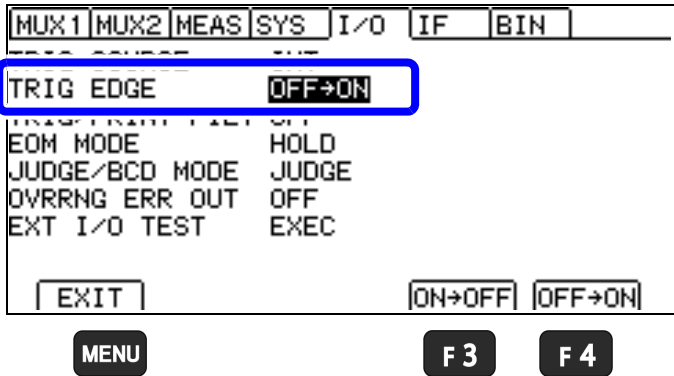 MUX1 MUX2 MEAS SYS I/O IF BIN
TRIG EDGE OFF→ON
EOM MODE HOLD
JUDGE/BCD MODE JUDGE
OVRRNG ERR OUT OFF
EXT I/O TEST EXEC
EXIT ON→OFF OFF→ON
MENU F3 F4